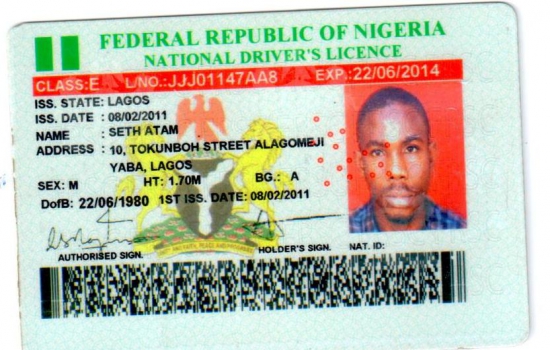 FEDERAL REPUBLIC OF NIGERIA
NATIONAL DRIVER'S LICENCE
CLASS:E L/NO.:JJJ01147AA8 EXP.:22/06/2014
ISS. STATE: LAGOS
ISS. DATE : 08/02/2011
NAME : SETH ATAM
ADDRESS : 10, TOKUNBOH STREET ALAGOMEJI
YABA, LAGOS
SEX: M HT: 1.70M BG.: A
DofB: 22/06/1980 1ST ISS. DATE: 08/02/2011
AUTHORISED SIGN. HOLDER'S SIGN. NAT. ID: